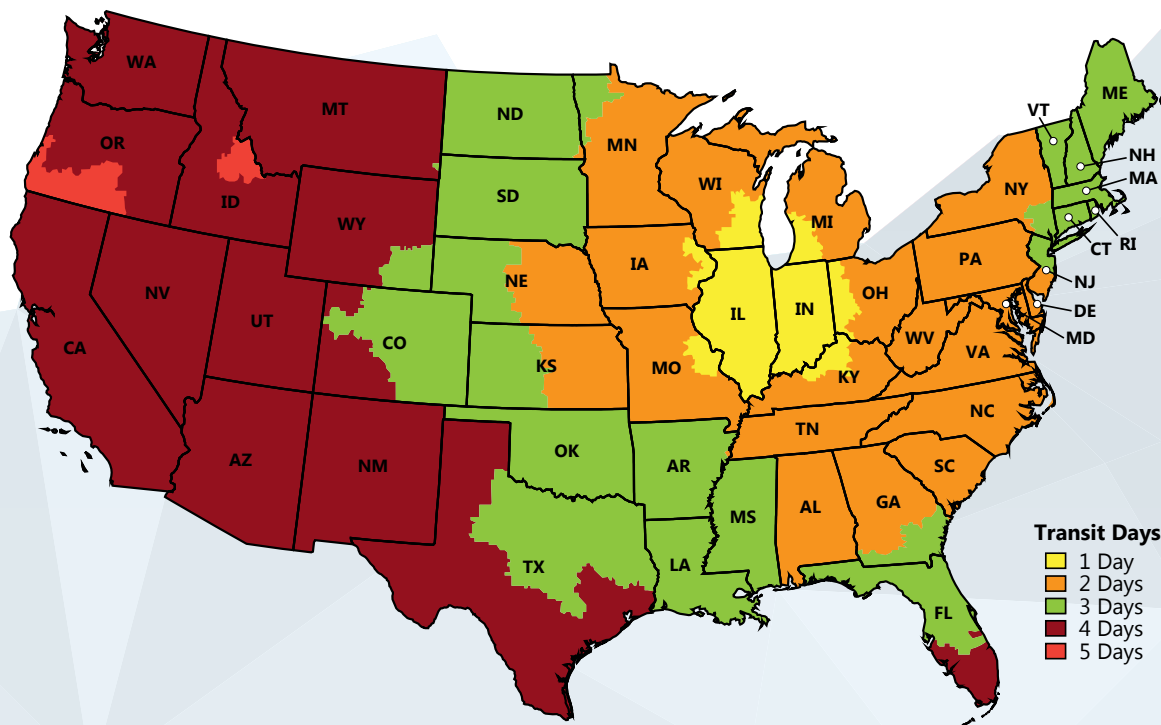 WA
MT
ND
MN
ME
VT
OR
NH
MA
ID
WY
SD
WI
MI
NY
CT
RI
IA
NE
PA
NJ
OH
IL
IN
DE
MD
NV
UT
CO
CA
KS
MO
WV
VA
KY
NC
TN
AZ
NM
OK
AR
SC
MS
AL
GA
TX
LA
FL
Transit Days
1 Day
2 Days
3 Days
4 Days
5 Days